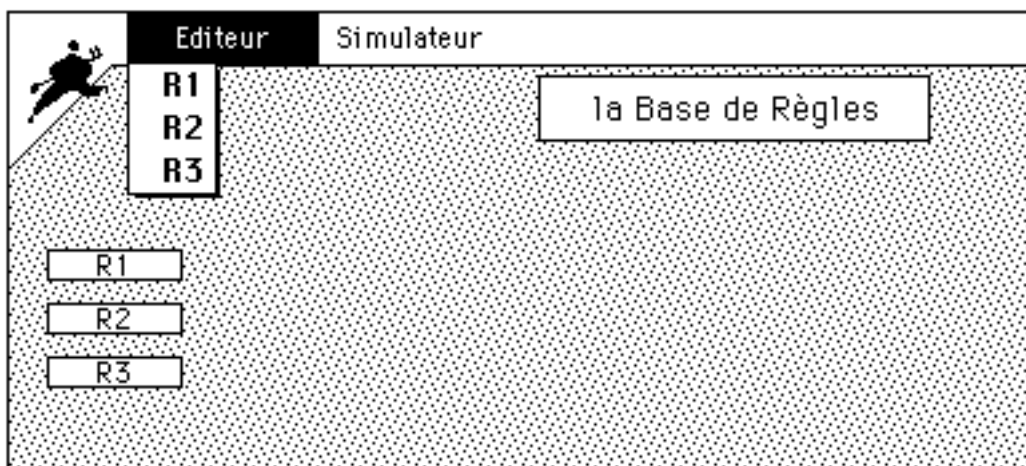 Editeur Simulateur
R1
R2
R3
la Base de Règles
R1
R2
R3